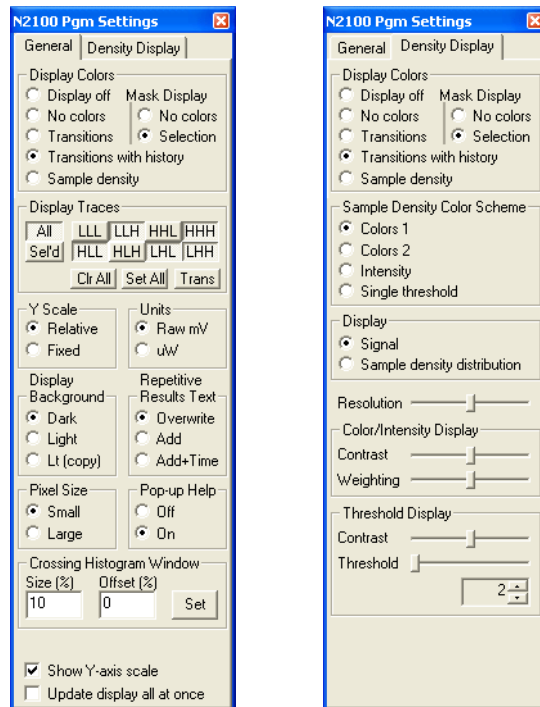 N2100 Pgm Settings
General Density Display
Display Colors
Display off Mask Display
No colors No colors
Transitions Selection
Transitions with history
Sample density
Display Traces
All LLL LLH HHL HHH
Sel'd HLL HLH LHL LHH
Clr All Set All Trans
Y Scale Units
Relative Raw mV
Fixed uW
Display Repetitive
Background Results Text
Dark Overwrite
Light Add
Lt (copy) Add+Time
Pixel Size Pop-up Help
Small Off
Large On
Crossing Histogram Window
Size (%) Offset (%)
10 0 Set
Show Y-axis scale
Update display all at once
N2100 Pgm Settings
General Density Display
Display Colors
Display off Mask Display
No colors No colors
Transitions Selection
Transitions with history
Sample density
Sample Density Color Scheme
Colors 1
Colors 2
Intensity
Single threshold
Display
Signal
Sample density distribution
Resolution
Color/Intensity Display
Contrast
Weighting
Threshold Display
Contrast
Threshold
2